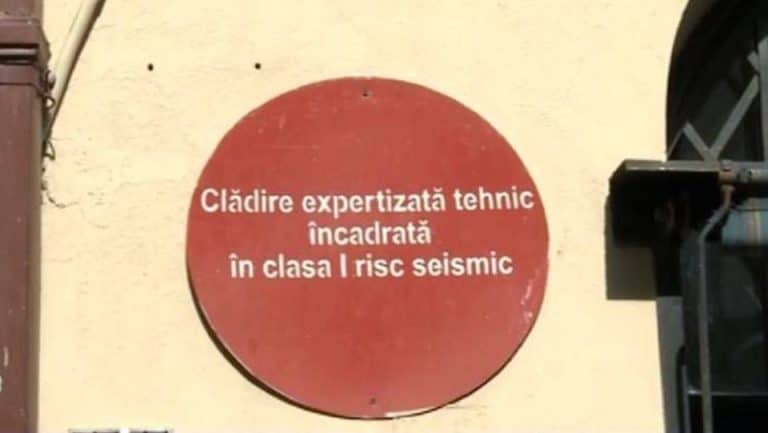 Clădire expertizată tehnic
încadrată
în clasa I risc seismic